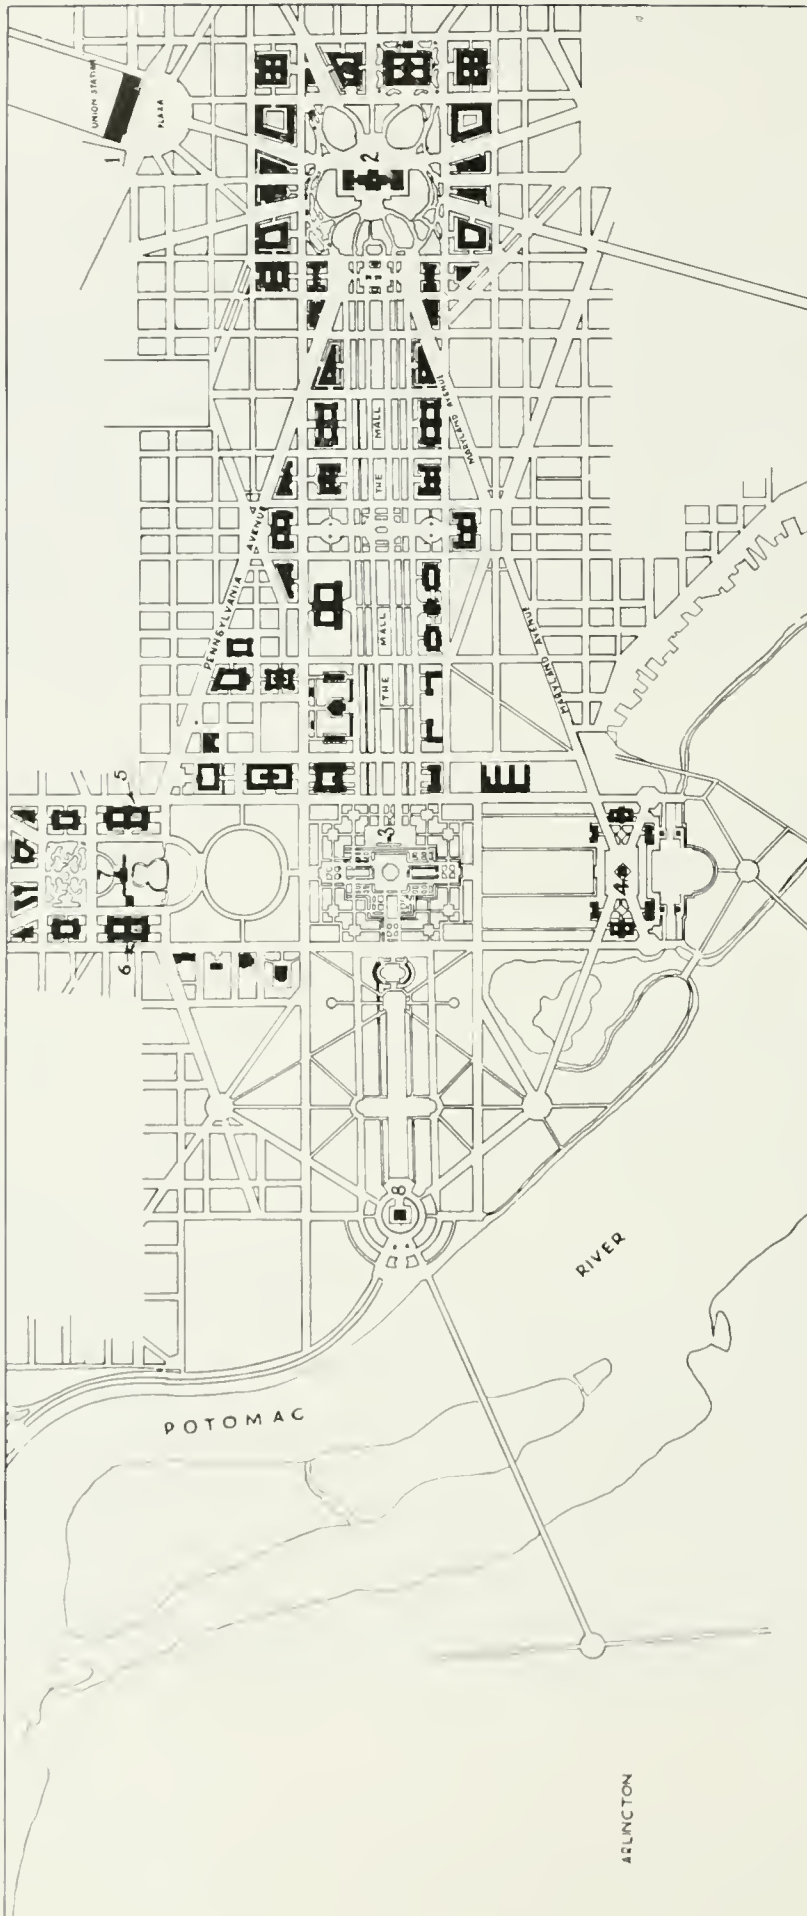 UNION STATION
PLAZA
1
2
MARYLAND AVENUE
THE MALL
PENNSYLVANIA AVENUE
THE MALL
MARYLAND AVENUE
5
7
6
3
4
8
POTOMAC
RIVER
ARLINGTON